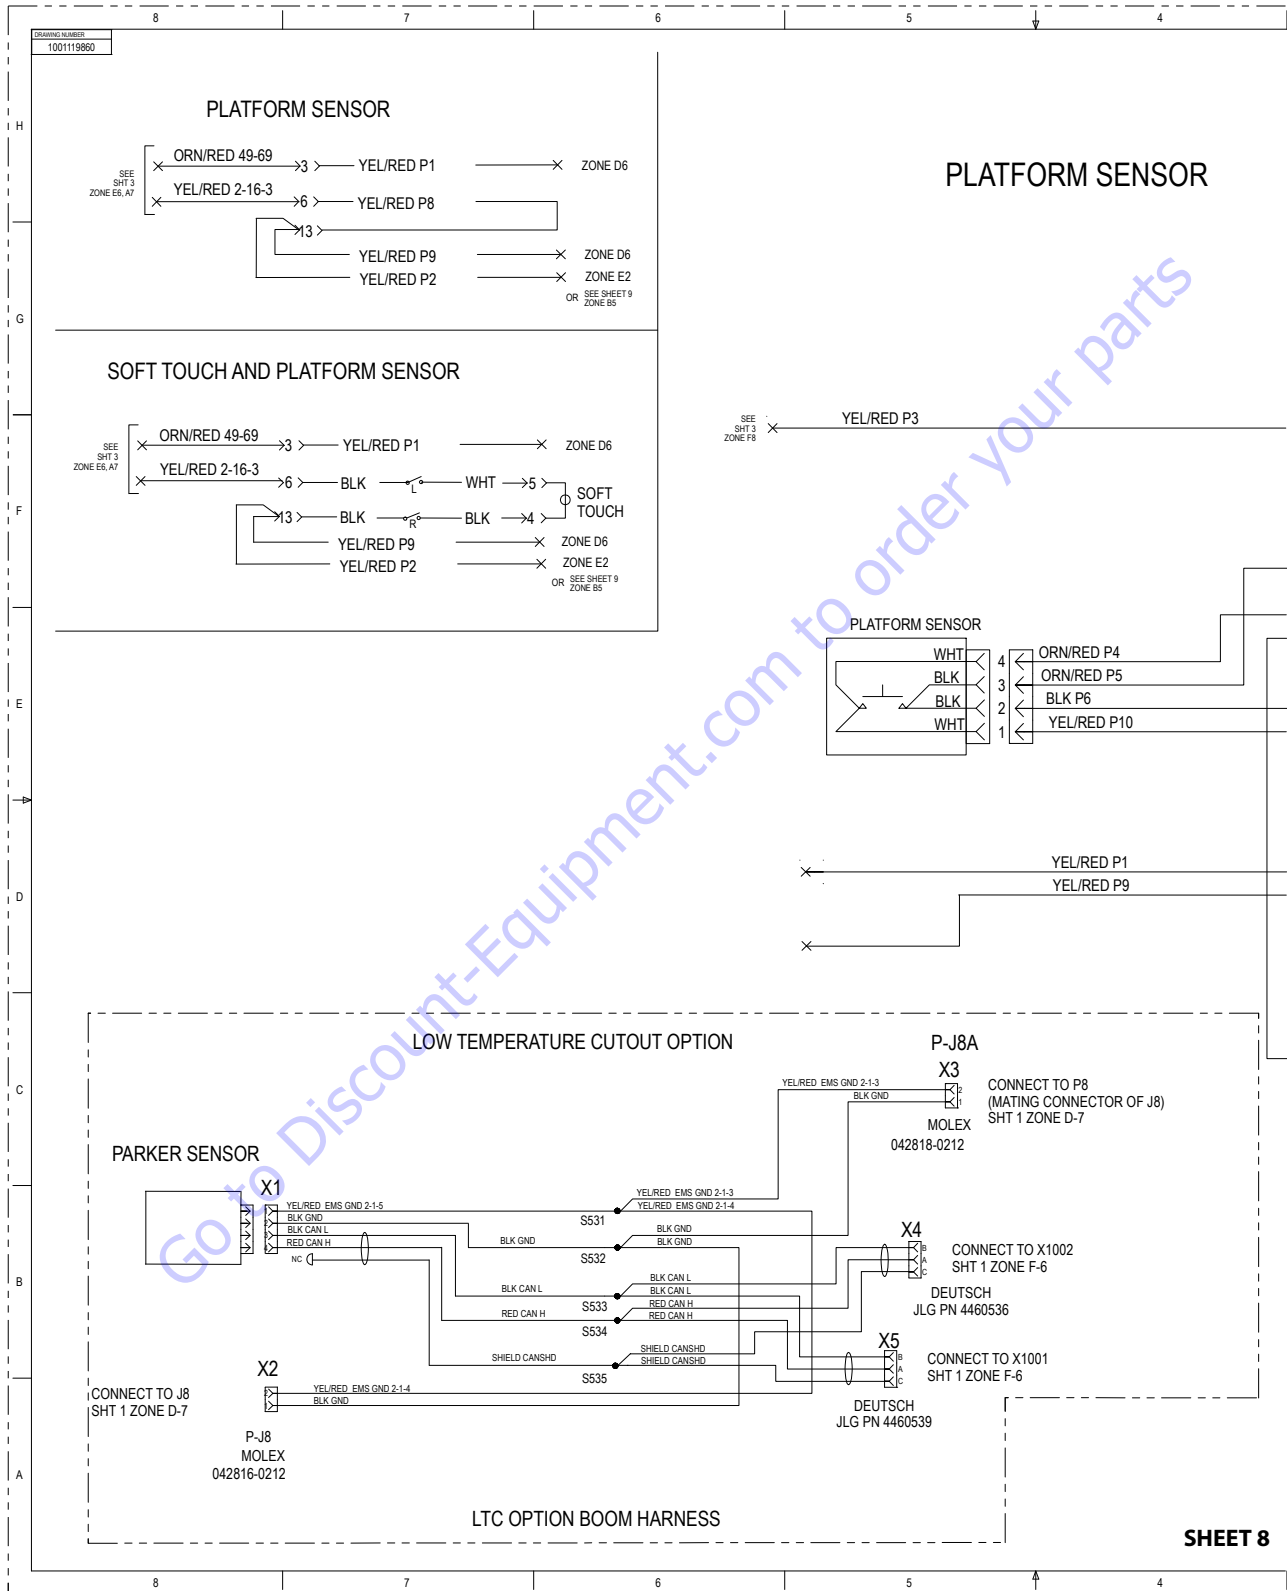 8 7 6 5 4
DRAWING NUMBER
1001119860
H
G
F
E
D
C
B
A
PLATFORM SENSOR
SEE
SHT 3
ZONE E6, A7
ORN/RED 49-69
3
YEL/RED P1
ZONE D6
YEL/RED 2-16-3
6
YEL/RED P8
13
YEL/RED P9
ZONE D6
YEL/RED P2
ZONE E2
OR SEE SHEET 9
ZONE B5
SOFT TOUCH AND PLATFORM SENSOR
SEE
SHT 3
ZONE E6, A7
ORN/RED 49-69
3
YEL/RED P1
ZONE D6
YEL/RED 2-16-3
6
BLK
L
WHT
5
SOFT
TOUCH
13
BLK
R
BLK
4
YEL/RED P9
ZONE D6
YEL/RED P2
ZONE E2
OR SEE SHEET 9
ZONE B5
PLATFORM SENSOR
SEE
SHT 3
ZONE F8
YEL/RED P3
PLATFORM SENSOR
WHT 4 ORN/RED P4
BLK 3 ORN/RED P5
BLK 2 BLK P6
WHT 1 YEL/RED P10
YEL/RED P1
YEL/RED P9
LOW TEMPERATURE CUTOUT OPTION
P-J8A
X3
YEL/RED EMS GND 2-1-3
2
BLK GND
1
CONNECT TO P8
(MATING CONNECTOR OF J8)
SHT 1 ZONE D-7
MOLEX
042818-0212
PARKER SENSOR
X1
YEL/RED EMS GND 2-1-5
BLK GND
BLK CAN L
RED CAN H
NC
YEL/RED EMS GND 2-1-3
YEL/RED EMS GND 2-1-4
S531
BLK GND
BLK GND
BLK GND
S532
BLK CAN L
BLK CAN L
BLK CAN L
S533
RED CAN H
RED CAN H
RED CAN H
S534
SHIELD CANSHD
SHIELD CANSHD
SHIELD CANSHD
S535
X4
B
A
C
CONNECT TO X1002
SHT 1 ZONE F-6
DEUTSCH
JLG PN 4460536
X5
B
A
C
CONNECT TO X1001
SHT 1 ZONE F-6
DEUTSCH
JLG PN 4460539
X2
CONNECT TO J8
SHT 1 ZONE D-7
2
YEL/RED EMS GND 2-1-4
1
BLK GND
P-J8
MOLEX
042816-0212
LTC OPTION BOOM HARNESS
SHEET 8
8 7 6 5 4
Go to Discount-Equipment.com to order your parts